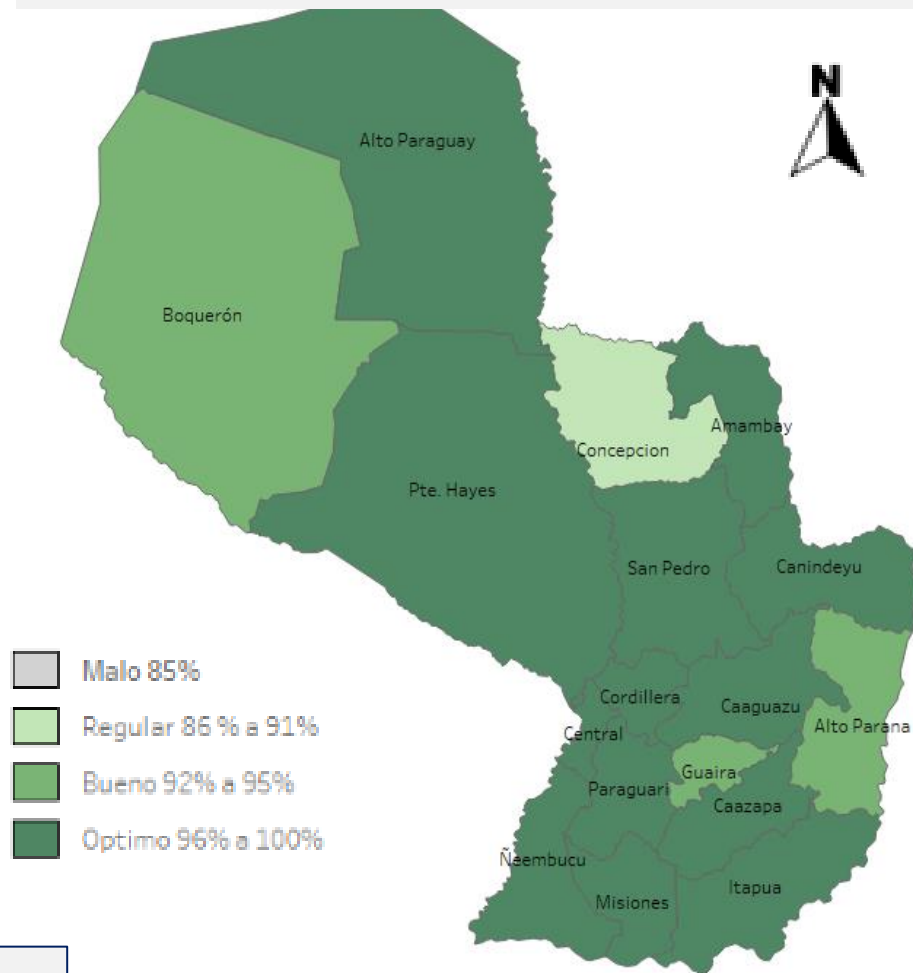 N
Alto Paraguay
Boquerón
Concepcion
Amambay
Pte. Hayes
San Pedro
Canindeyu
Malo 85%
Regular 86 % a 91%
Bueno 92% a 95%
Optimo 96% a 100%
Cordillera
Caaguazu
Central
Alto Parana
Guaira
Paraguari
Caazapa
Ñeembucu
Misiones
Itapua